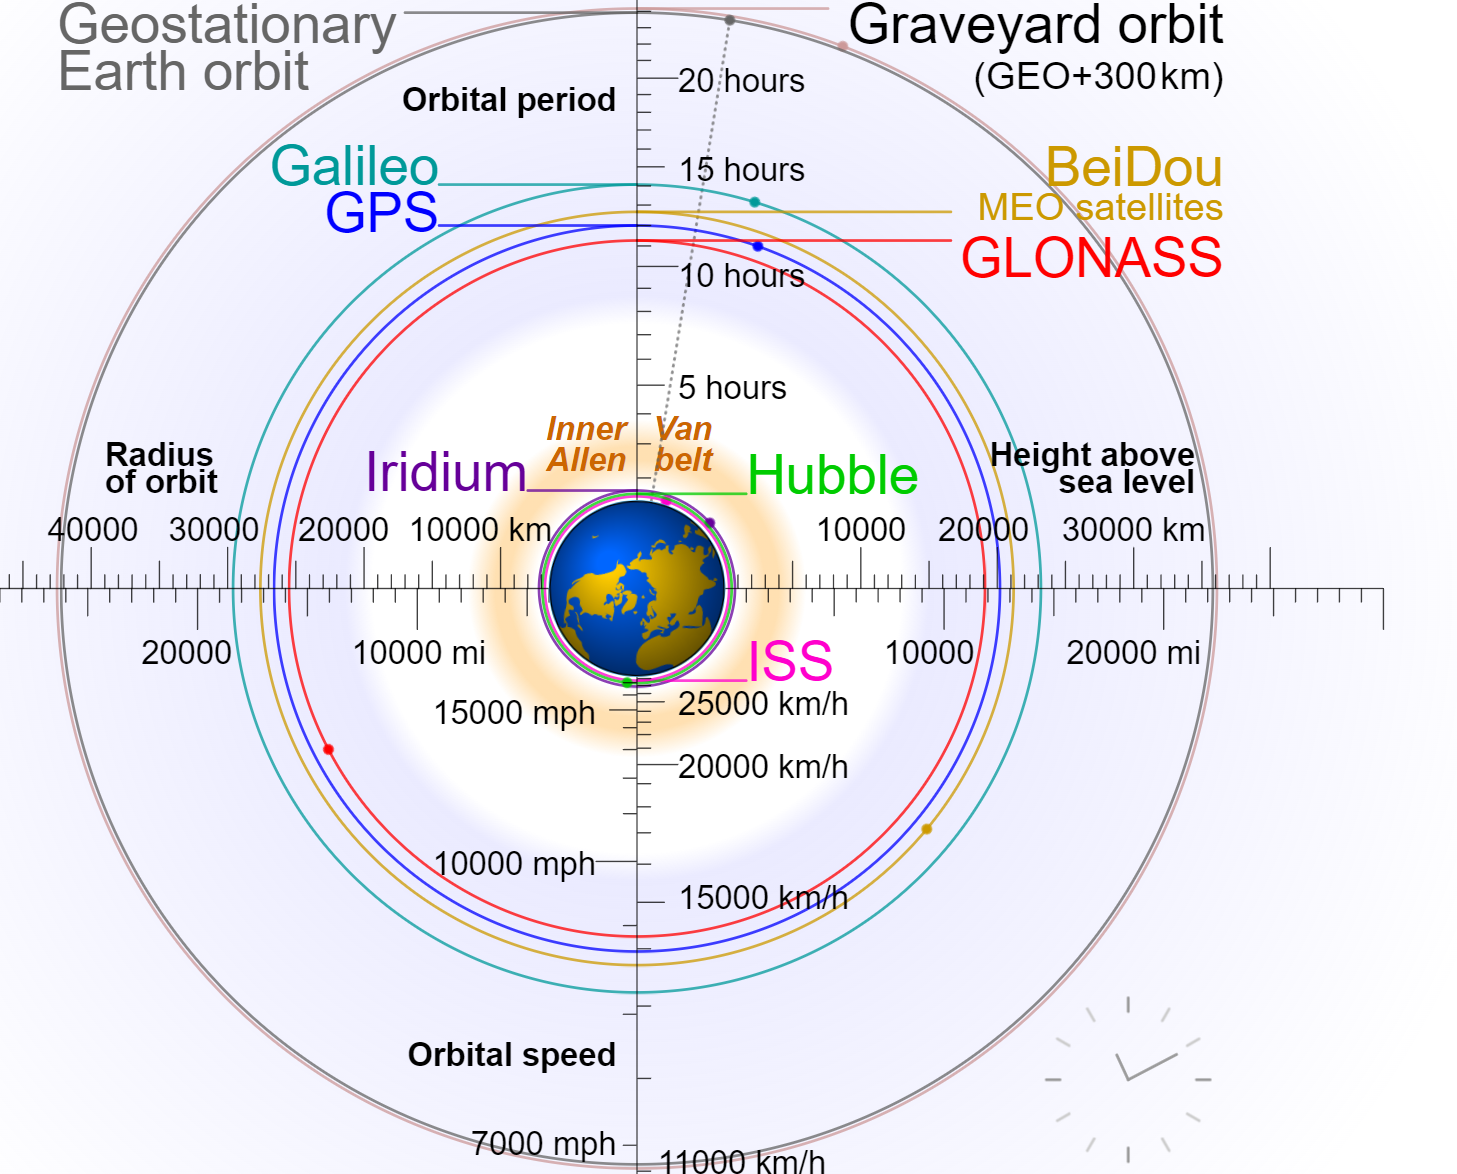 Geostationary
Earth orbit
Graveyard orbit
(GEO+300 km)
Orbital period
20 hours
15 hours
Galileo
GPS
BeiDou
MEO satellites
GLONASS
10 hours
5 hours
Inner Van
Allen belt
Radius
of orbit
Iridium
Hubble
Height above
sea level
40000 30000 20000 10000 km
10000 20000 30000 km
20000 10000 mi
10000 20000 mi
ISS
15000 mph
25000 km/h
20000 km/h
10000 mph
15000 km/h
Orbital speed
7000 mph
11000 km/h